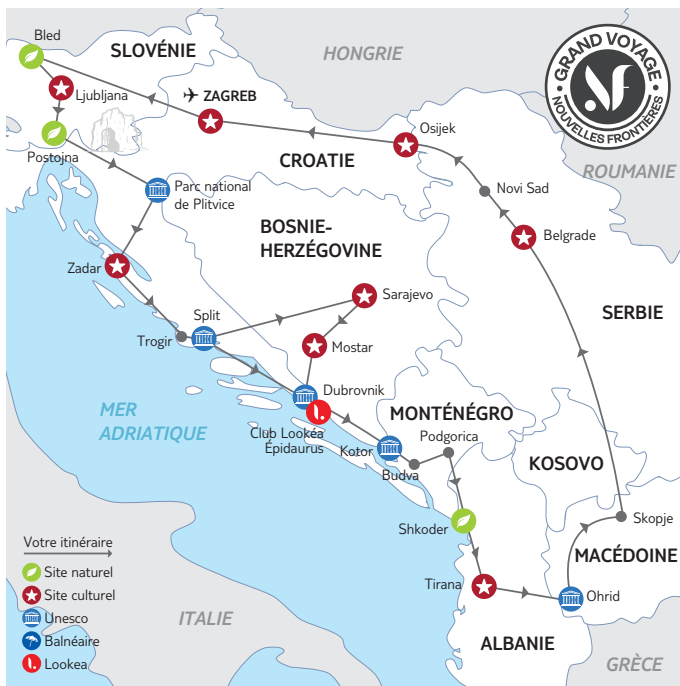 Bled
SLOVÉNIE
HONGRIE
GRAND VOYAGE
NF
NOUVELLES FRONTIÈRES
Ljubljana
ZAGREB
Osijek
Postojna
CROATIE
ROUMANIE
Parc national
de Plitvice
Novi Sad
BOSNIE-
HERZÉGOVINE
Belgrade
Zadar
Sarajevo
SERBIE
Split
Trogir
Mostar
Dubrovnik
MER
ADRIATIQUE
MONTÉNÉGRO
Club Lookéa
Épidaurus
Kotor
Podgorica
Budva
KOSOVO
Shkoder
Skopje
Votre itinéraire
MACÉDOINE
Site naturel
Site culturel
Unesco
Balnéaire
Lookea
Tirana
Ohrid
ITALIE
ALBANIE
GRÈCE